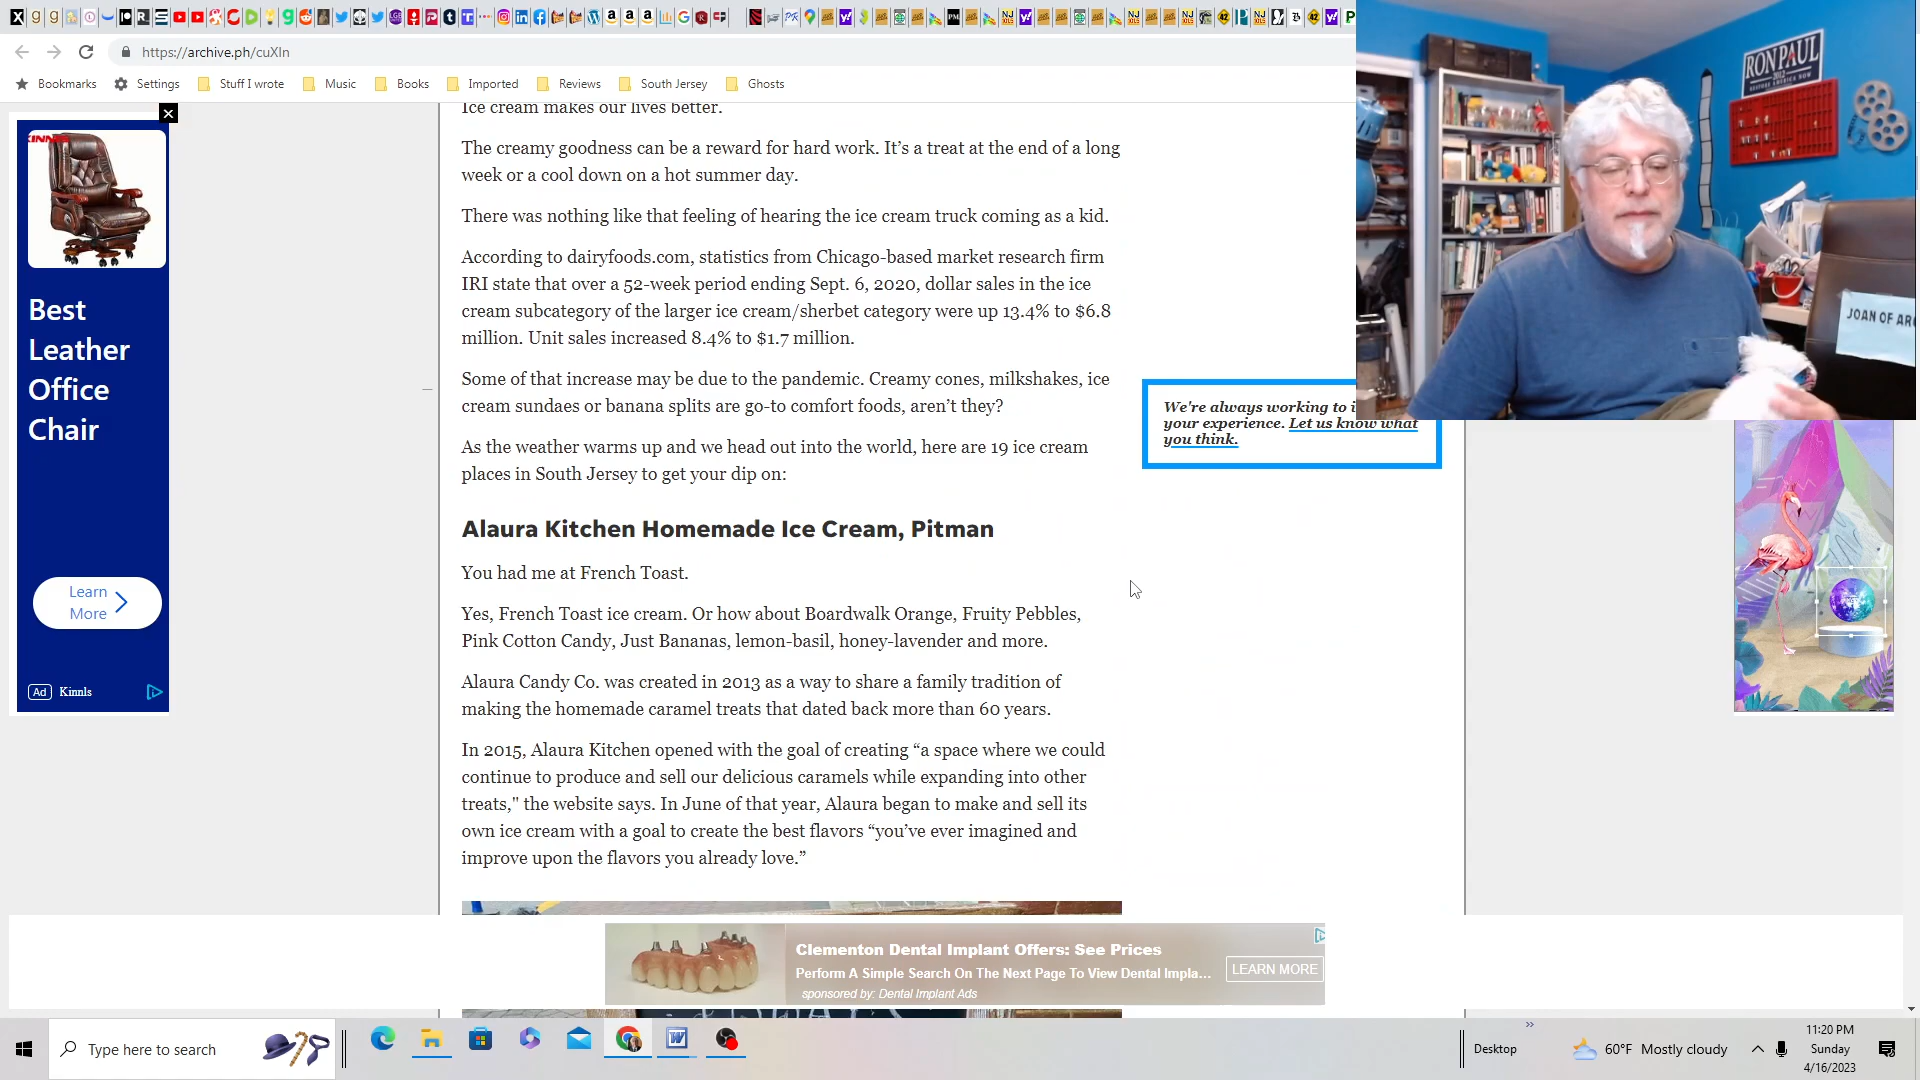 https://archive.ph/cuXIn
Bookmarks
Settings
Stuff I wrote
Music
Books
Imported
Reviews
South Jersey
Ghosts
Ice cream makes our lives better.
The creamy goodness can be a reward for hard work. It’s a treat at the end of a long
week or a cool down on a hot summer day.
There was nothing like that feeling of hearing the ice cream truck coming as a kid.
According to dairyfoods.com, statistics from Chicago-based market research firm
IRI state that over a 52-week period ending Sept. 6, 2020, dollar sales in the ice
cream subcategory of the larger ice cream/sherbet category were up 13.4% to $6.8
million. Unit sales increased 8.4% to $1.7 million.
Some of that increase may be due to the pandemic. Creamy cones, milkshakes, ice
cream sundaes or banana splits are go-to comfort foods, aren’t they?
As the weather warms up and we head out into the world, here are 19 ice cream
places in South Jersey to get your dip on:
Alaura Kitchen Homemade Ice Cream, Pitman
You had me at French Toast.
Yes, French Toast ice cream. Or how about Boardwalk Orange, Fruity Pebbles,
Pink Cotton Candy, Just Bananas, lemon-basil, honey-lavender and more.
Alaura Candy Co. was created in 2013 as a way to share a family tradition of
making the homemade caramel treats that dated back more than 60 years.
In 2015, Alaura Kitchen opened with the goal of creating “a space where we could
continue to produce and sell our delicious caramels while expanding into other
treats," the website says. In June of that year, Alaura began to make and sell its
own ice cream with a goal to create the best flavors “you’ve ever imagined and
improve upon the flavors you already love.”
Best
Leather
Office
Chair
Learn
More
Ad Kinnls
We're always working to i
your experience. Let us know what
you think.
RON PAUL
2012
JOAN OF AR
Clementon Dental Implant Offers: See Prices
Perform A Simple Search On The Next Page To View Dental Impla...
sponsored by: Dental Implant Ads
LEARN MORE
Type here to search
Desktop
60°F Mostly cloudy
11:20 PM
Sunday
4/16/2023